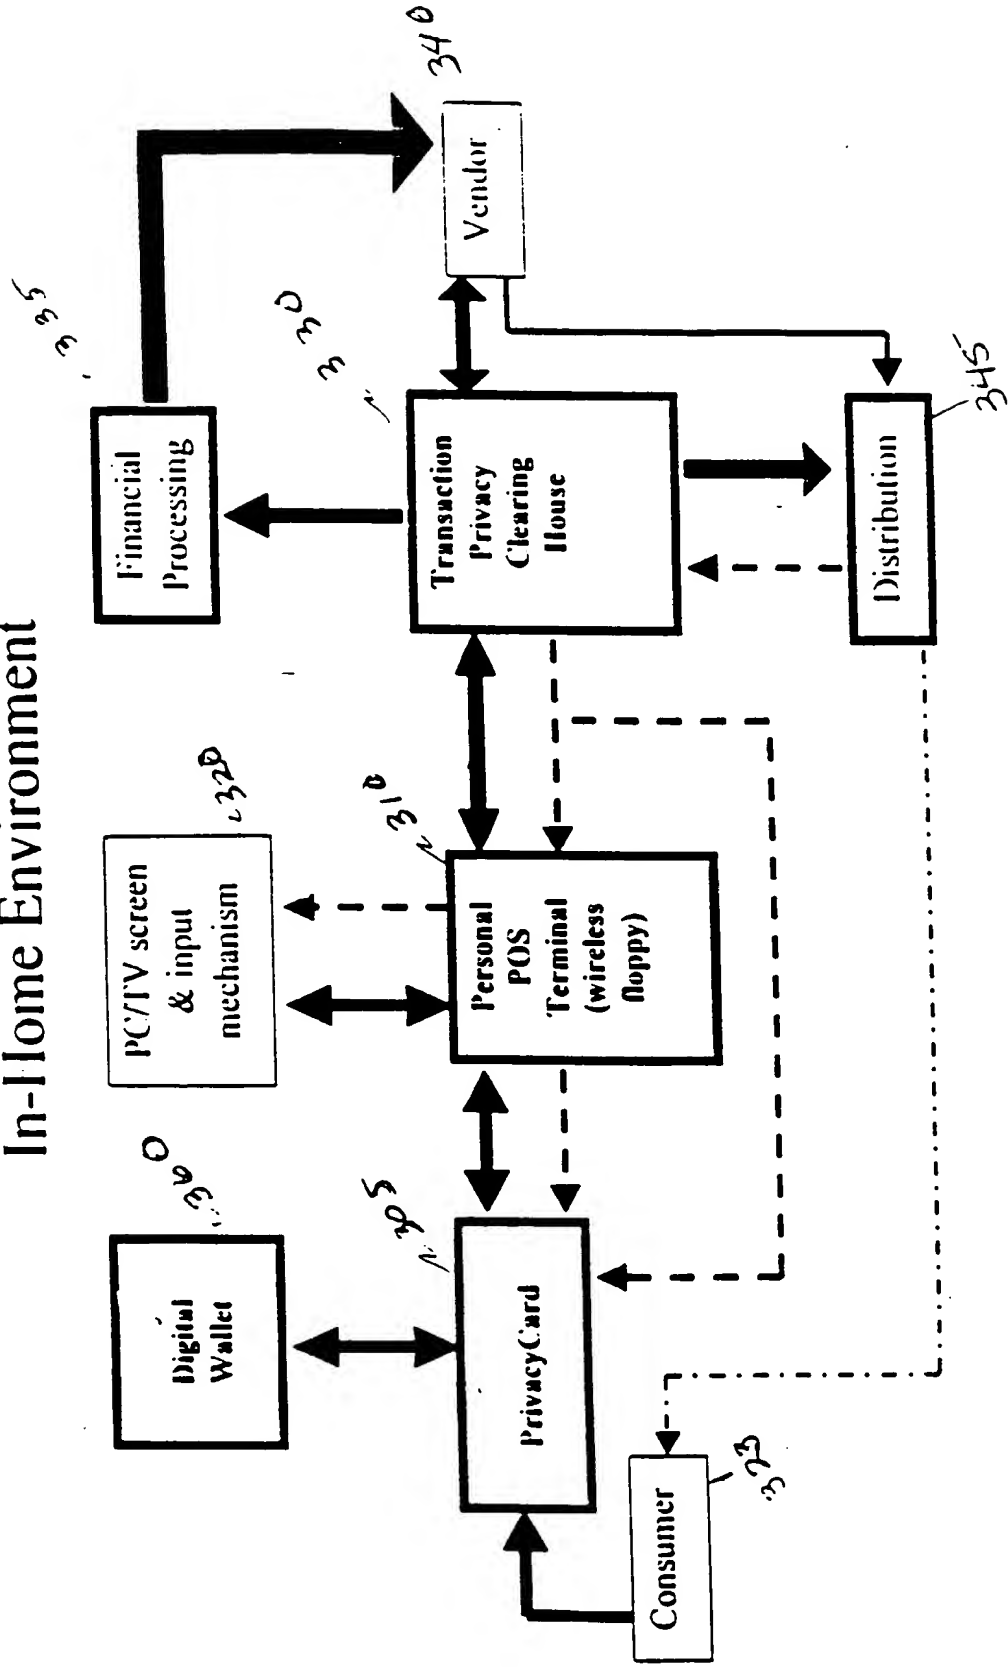 In-Home Environment
335
Financial
Processing
340
Vendor
330
Transaction
Privacy
Clearing
House
Distribution
345
320
PC/TV screen
& input
mechanism
310
Personal
POS
Terminal
(wireless
floppy)
300
Digital
Wallet
305
PrivacyCard
Consumer
323